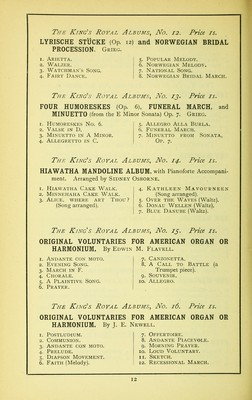 The King's Royal Albums, No. 12. Price 1s.
LYRISCHE STÜCKE (Op. 12) and NORWEGIAN BRIDAL
PROCESSION. Grieg.
1. Arietta.
2. Walzer.
3. Watchman's Song.
4. Fairy Dance.
5. Popular Melody.
6. Norwegian Melody.
7. National Song.
8. Norwegian Bridal March.
The King's Royal Albums, No. 13. Price 1s.
FOUR HUMORESKES (Op. 6), FUNERAL MARCH, and
MINUETTO (from the E Minor Sonata) Op. 7. Grieg.
1. Humoreskes No. 6.
2. Valse in D.
3. Minuetto in A Minor.
4. Allegretto in C.
5. Allegro Alla Burla.
6. Funeral March.
7. Minuetto from Sonata,
Op. 7.
The King's Royal Albums, No. 14. Price 1s.
HIAWATHA MANDOLINE ALBUM, with Pianoforte Accompani-
ment. Arranged by Sydney Osborne.
1. Hiawatha Cake Walk.
2. Minnehaha Cake Walk.
3. Alice, where art Thou?
(Song arranged).
4. Kathleen Mavourneen
(Song arranged).
5. Over the Waves (Waltz).
6. Donau Wellen (Waltz).
7. Blue Danube (Waltz).
The King's Royal Albums, No. 15. Price 1s.
ORIGINAL VOLUNTARIES FOR AMERICAN ORGAN OR
HARMONIUM. By Edwin M. Flavell.
1. Andante con moto.
2. Evening Song.
3. March in F.
4. Chorale.
5. A Plaintive Song.
6. Prayer.
7. Canzonetta.
8. A Call to Battle (a
Trumpet piece).
9. Souvenir.
10. Allegro.
The King's Royal Albums, No. 16. Price 1s.
ORIGINAL VOLUNTARIES FOR AMERICAN ORGAN OR
HARMONIUM. By J. E. Newell.
1. Postludium.
2. Communion.
3. Andante con moto.
4. Prelude.
5. Diapason Movement.
6. Faith (Melody).
7. Offertoire.
8. Andante Piacevole.
9. Morning Prayer.
10. Loud Voluntary.
11. Sketch.
12. Recessional March.
12